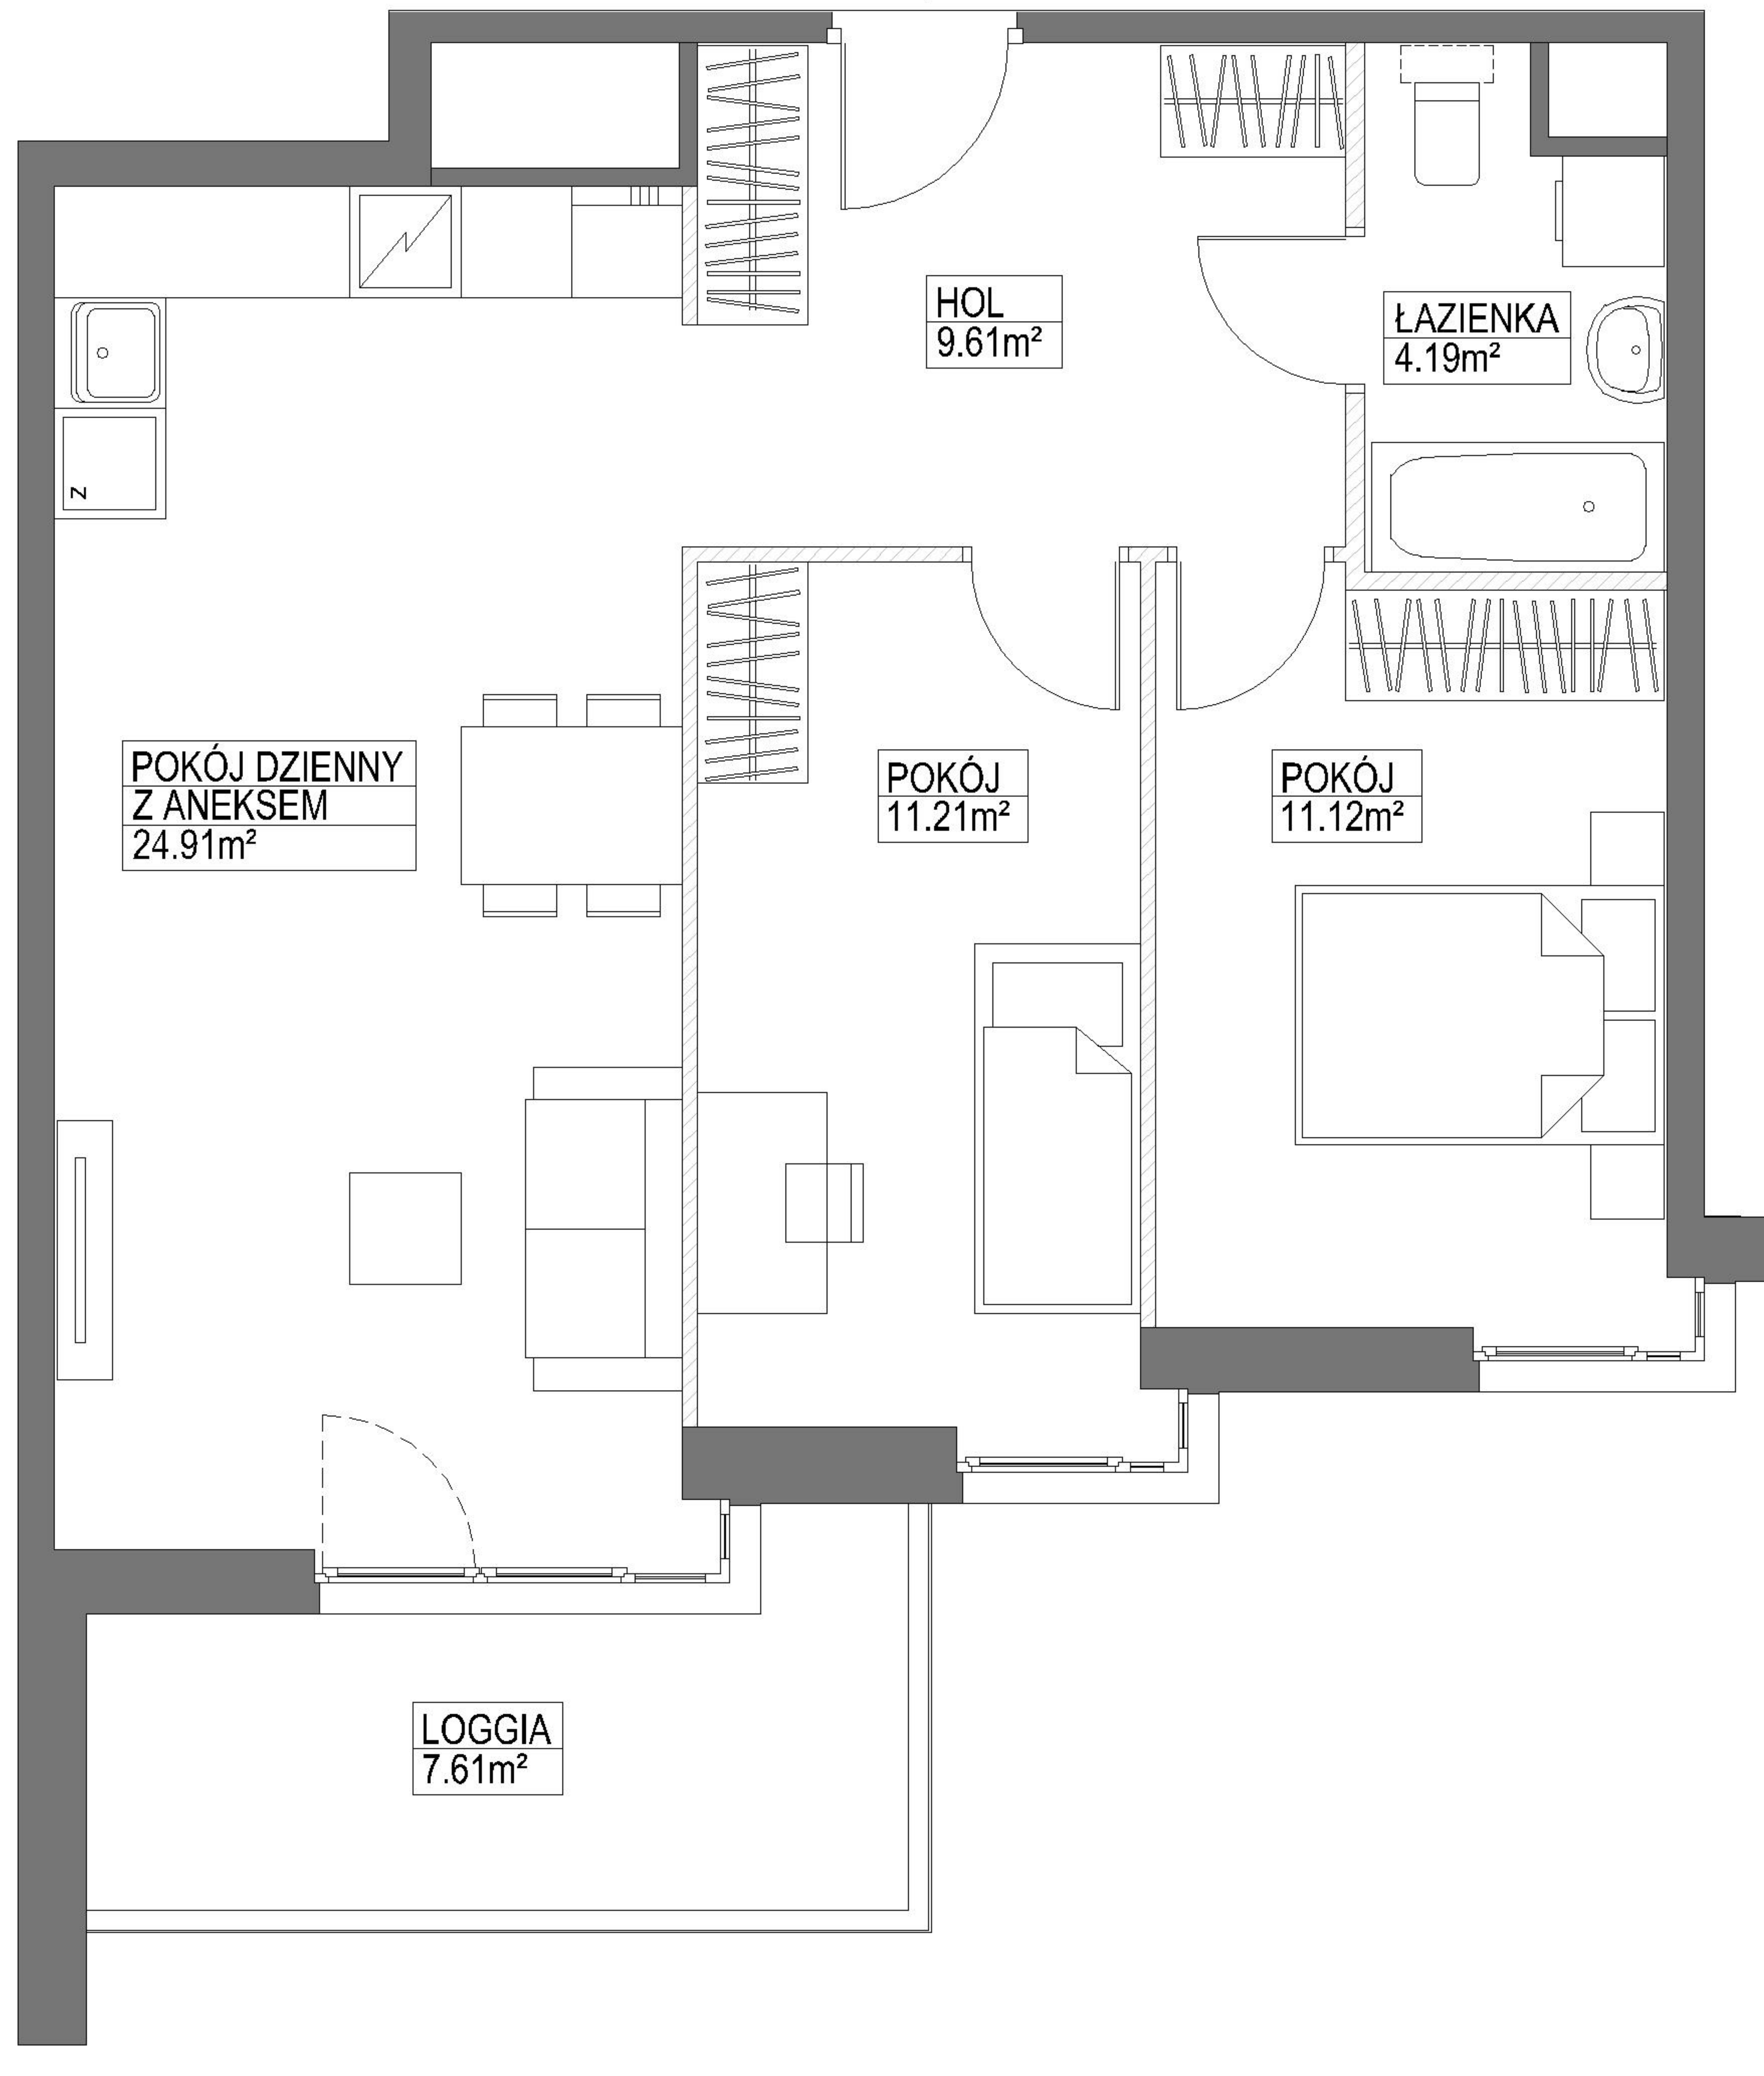 HOL
9.61m²
ŁAZIENKA
4.19m²
Z
POKÓJ DZIENNY
Z ANEKSEM
24.91m²
POKÓJ
11.21m²
POKÓJ
11.12m²
LOGGIA
7.61m²